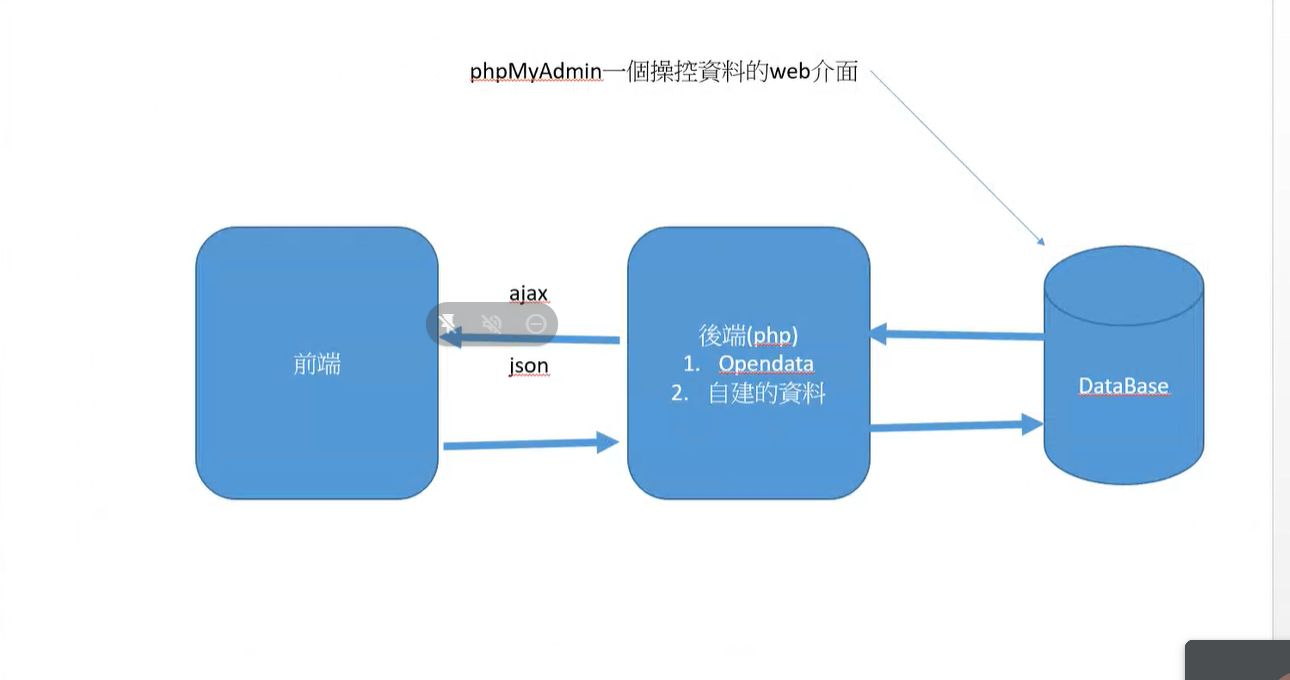 phpMyAdmin一個操控資料的web介面
ajax
json
前端
後端(php)
1. Opendata
2. 自建的資料
DataBase